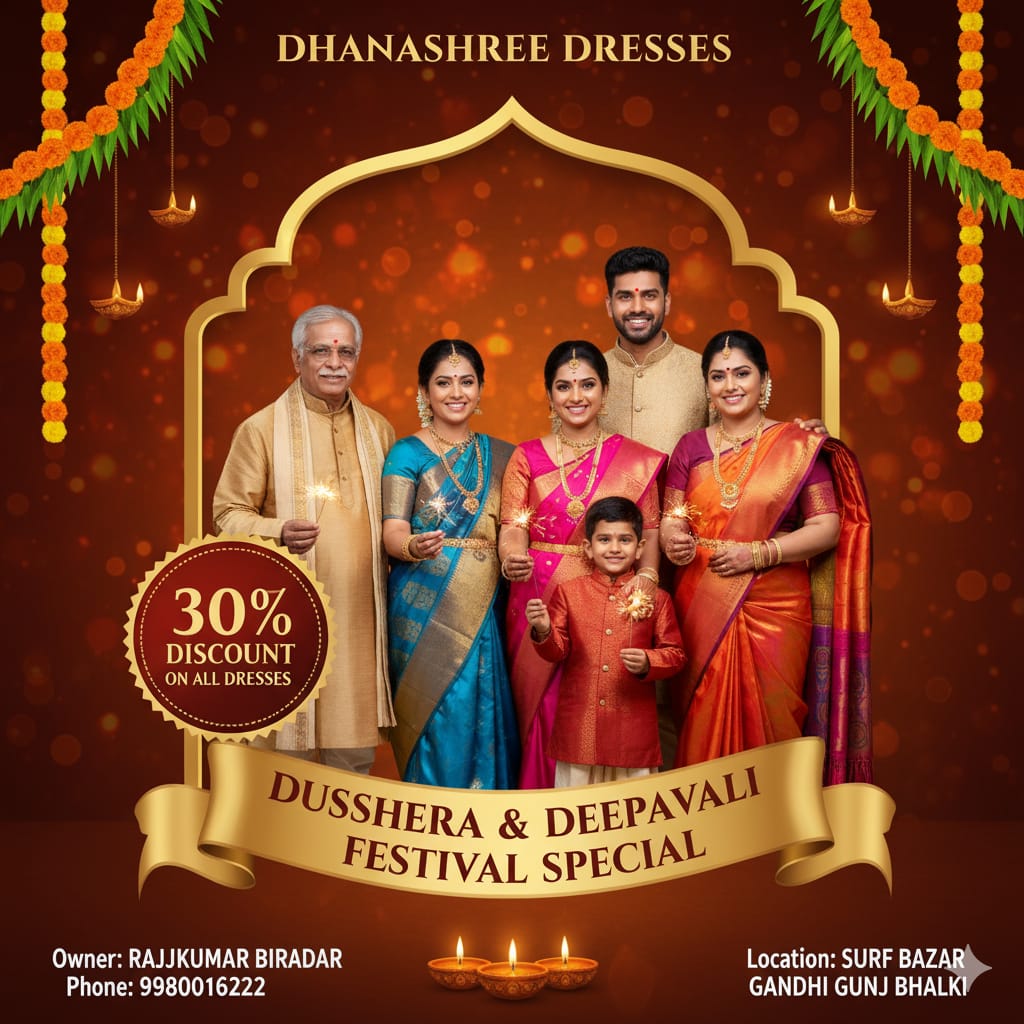 DHANASHREE DRESSES
30%
DISCOUNT
ON ALL DRESSES
DUSSHERA & DEEPAVALI
FESTIVAL SPECIAL
Owner: RAJJKUMAR BIRADAR
Phone: 9980016222
Location: SURF BAZAR
GANDHI GUNJ BHALKI